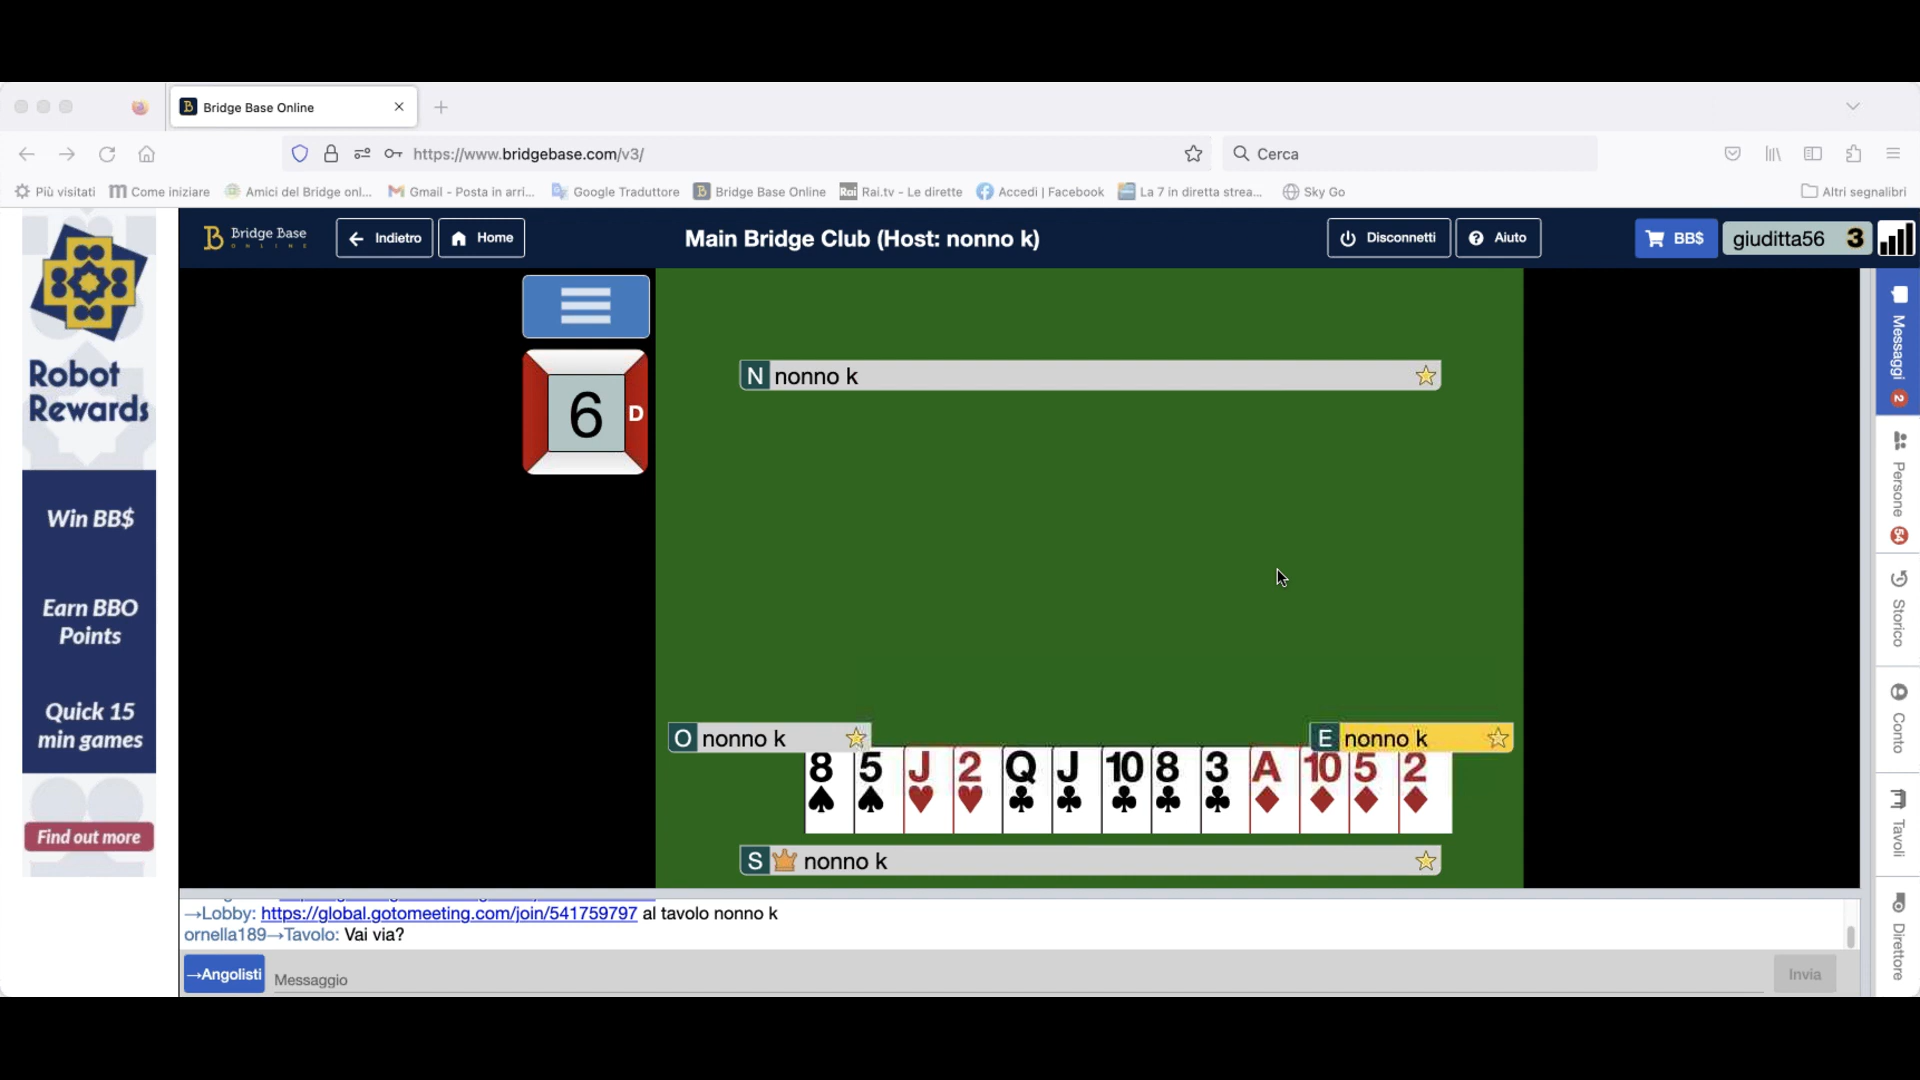 Bridge Base Online
https://www.bridgebase.com/v3/
Cerca
Più visitati
Come iniziare
Amici del Bridge onl...
Gmail - Posta in arri...
Google Traduttore
Bridge Base Online
Rai Rai.tv - Le dirette
Accedi | Facebook
La 7 in diretta strea...
Sky Go
Altri segnalibri
Robot
Rewards
Win BB$
Earn BBO
Points
Quick 15
min games
Find out more
Bridge Base
ONLINE
Indietro
Home
Main Bridge Club (Host: nonno k)
Disconnetti
Aiuto
BB$
giuditta56 3
6 D
N nonno k
O nonno k
E nonno k
8 5 J 2 Q J 10 8 3 A 10 5 2
S nonno k
→Lobby: https://global.gotomeeting.com/join/541759797 al tavolo nonno k
ornella189→Tavolo: Vai via?
→Angolisti
Messaggio
Invia
Messaggi 2
Persone 54
Storico
Conto
Tavoli
Direttore